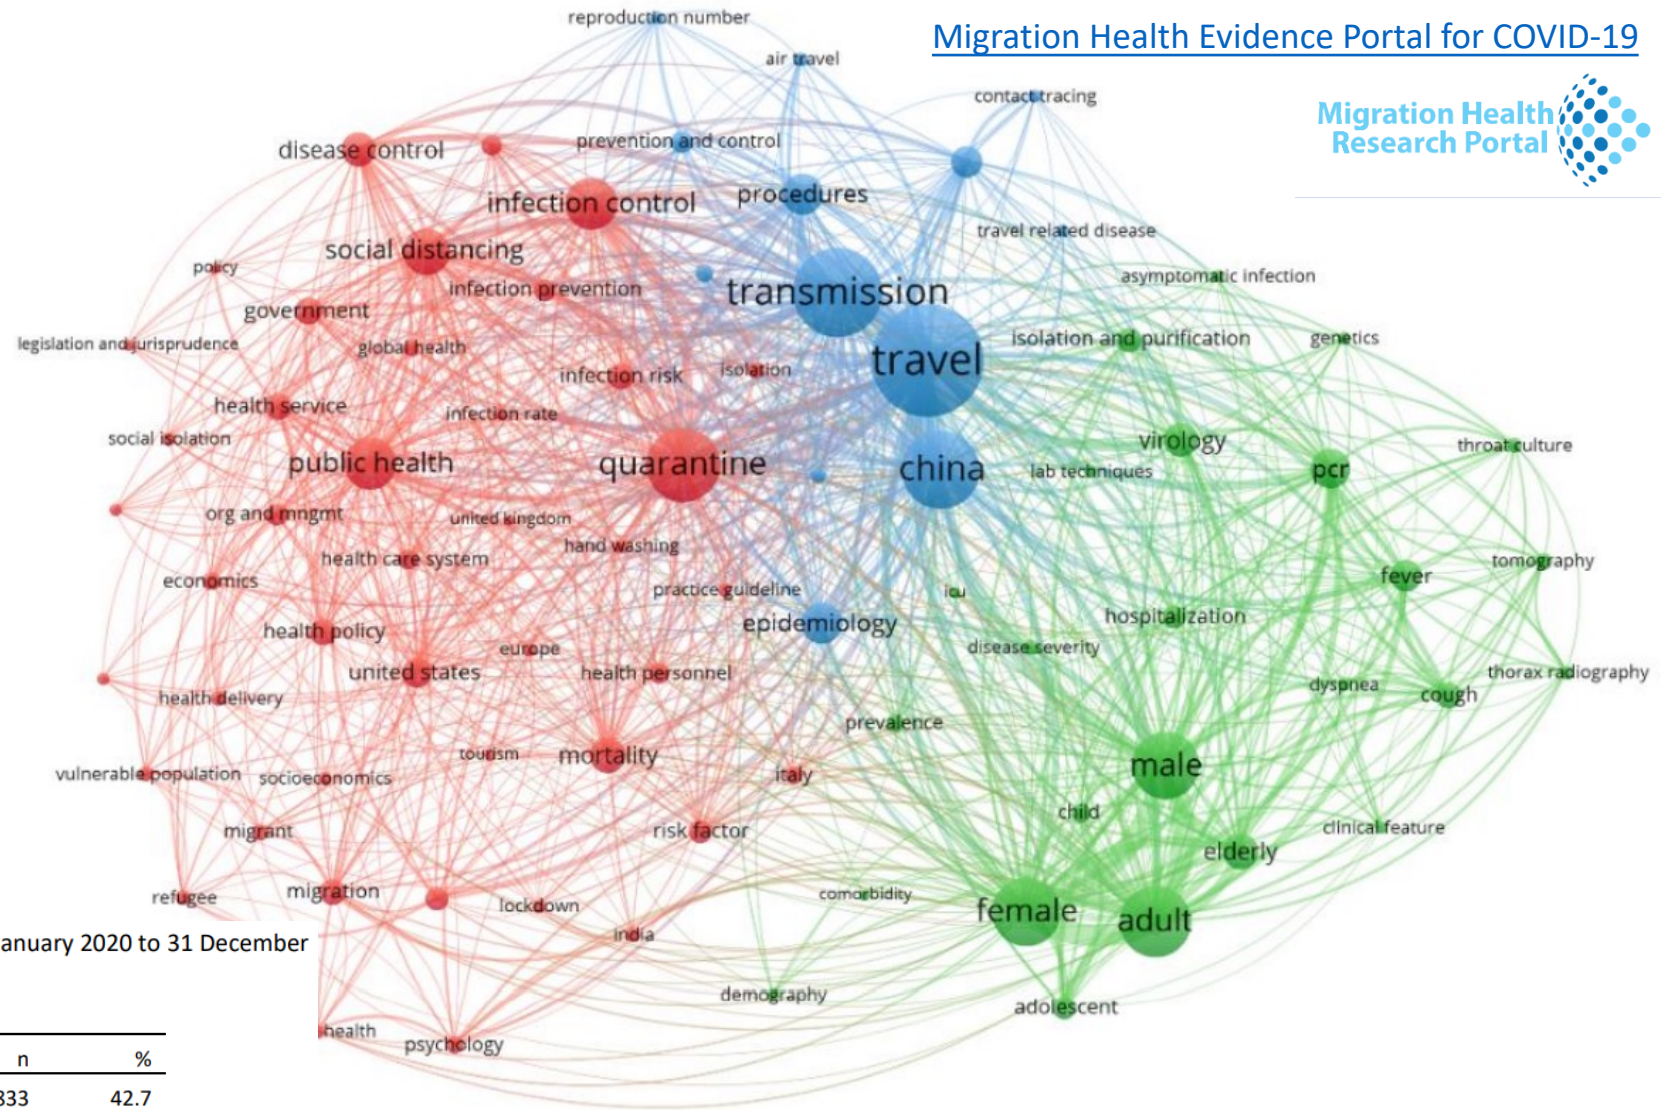 reproduction number
Migration Health Evidence Portal for COVID-19
air travel
contact tracing
Migration Health
Research Portal
disease control
prevention and control
infection control
procedures
travel related disease
social distancing
policy
asymptomatic infection
infection prevention
transmission
government
legislation and jurisprudence
global health
isolation and purification
genetics
travel
infection risk
isolation
health service
infection rate
social isolation
virology
throat culture
public health
quarantine
china
lab techniques
pcr
org and mngmt
united kingdom
hand washing
health care system
tomography
economics
fever
practice guideline
icu
health policy
epidemiology
hospitalization
europe
disease severity
united states
health personnel
thorax radiography
health delivery
dyspnea
cough
prevalence
tourism
mortality
male
vulnerable population
socioeconomics
italy
child
migrant
risk factor
clinical feature
elderly
refugee
migration
comorbidity
lockdown
female
adult
india
anuary 2020 to 31 December
demography
adolescent
health
psychology
n %
833 42.7